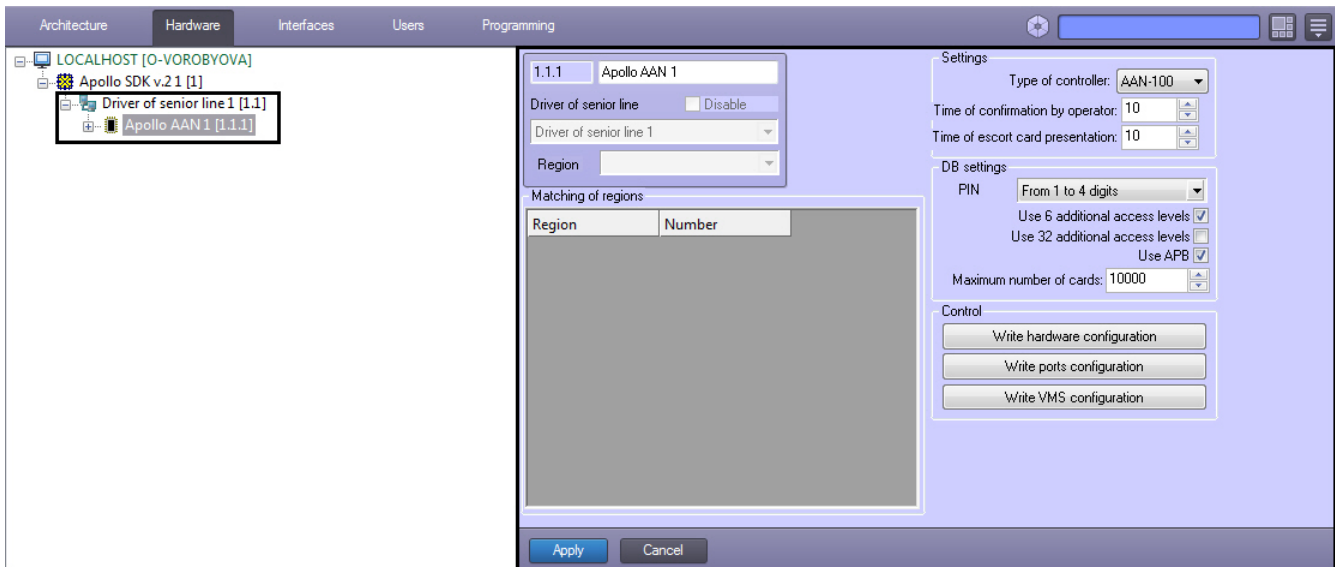 Architecture Hardware Interfaces Users Programming
LOCALHOST [O-VOROBYOVA]
Apollo SDK v.2 1 [1]
Driver of senior line 1 [1.1]
Apollo AAN 1 [1.1.1]
1.1.1 Apollo AAN 1
Driver of senior line Disable
Driver of senior line 1
Region
Matching of regions
Region Number
Settings
Type of controller: AAN-100
Time of confirmation by operator: 10
Time of escort card presentation: 10
DB settings
PIN From 1 to 4 digits
Use 6 additional access levels
Use 32 additional access levels
Use APB
Maximum number of cards: 10000
Control
Write hardware configuration
Write ports configuration
Write VMS configuration
Apply Cancel